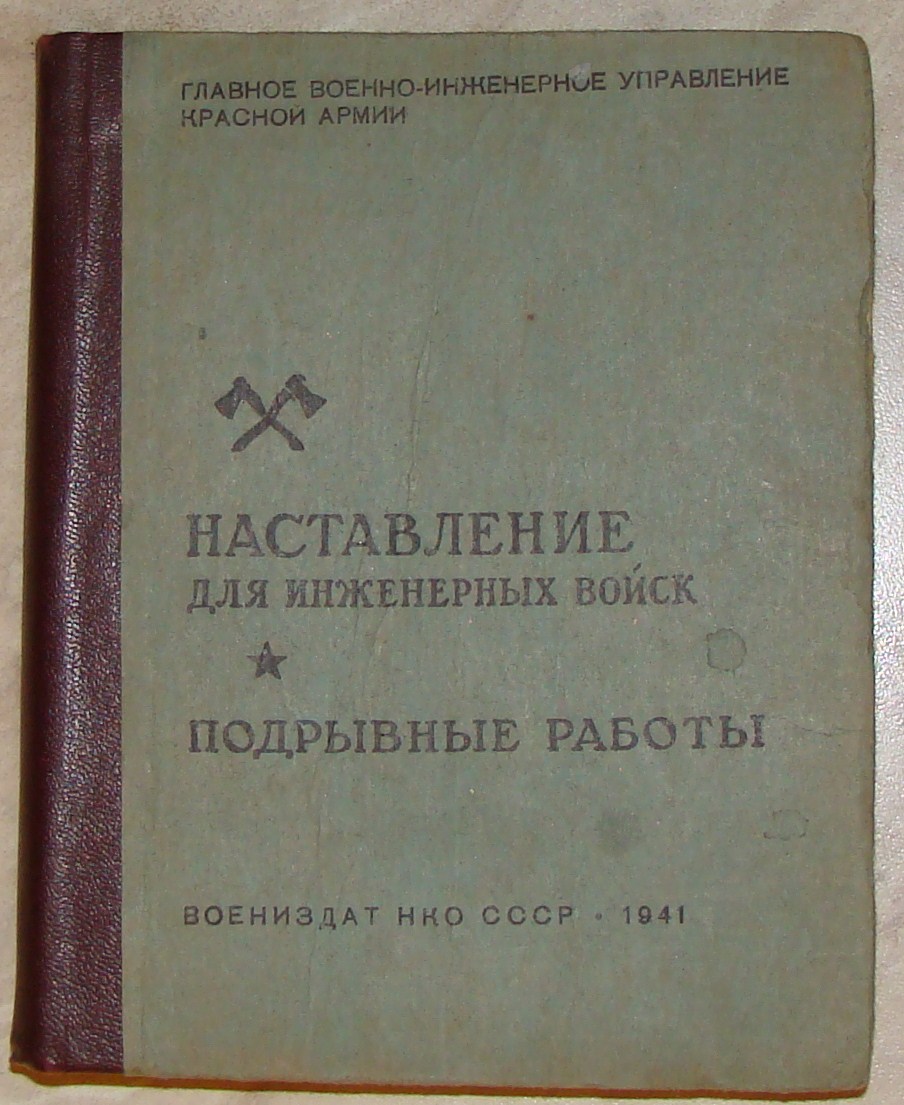 ГЛАВНОЕ ВОЕННО-ИНЖЕНЕРНОЕ УПРАВЛЕНИЕ
КРАСНОЙ АРМИИ
НАСТАВЛЕНИЕ
ДЛЯ ИНЖЕНЕРНЫХ ВОЙСК
ПОДРЫВНЫЕ РАБОТЫ
ВОЕНИЗДАТ НКО СССР • 1941